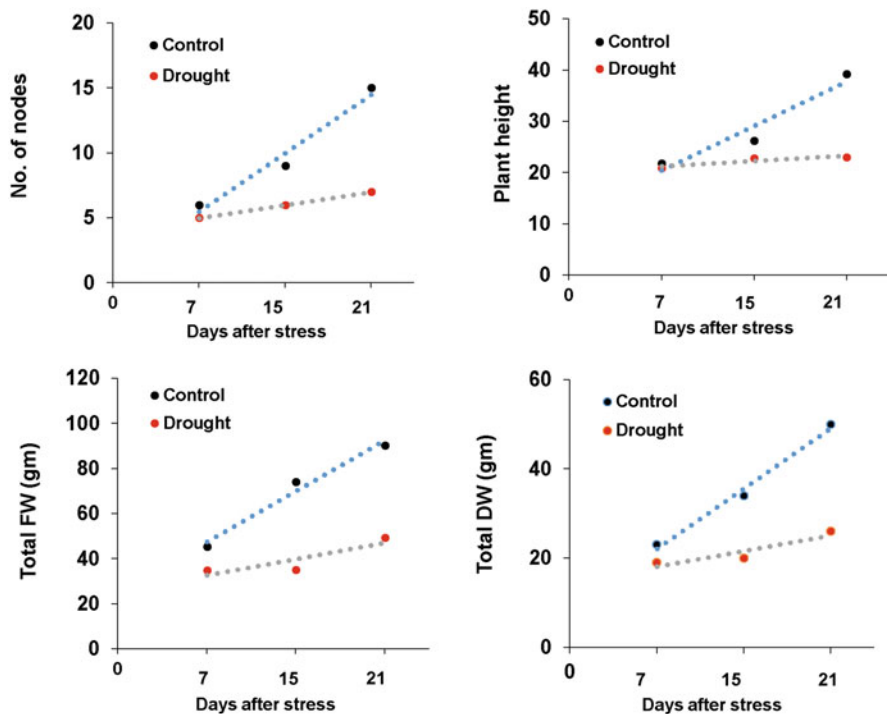 No. of nodes
20
15
10
5
0
Control
Drought
0 7 15 21
Days after stress
Plant height
50
40
30
20
10
0
Control
Drought
0 7 15 21
Days after stress
Total FW (gm)
120
100
80
60
40
20
0
Control
Drought
0 7 15 21
Days after stress
Total DW (gm)
60
40
20
0
Control
Drought
0 7 15 21
Days after stress